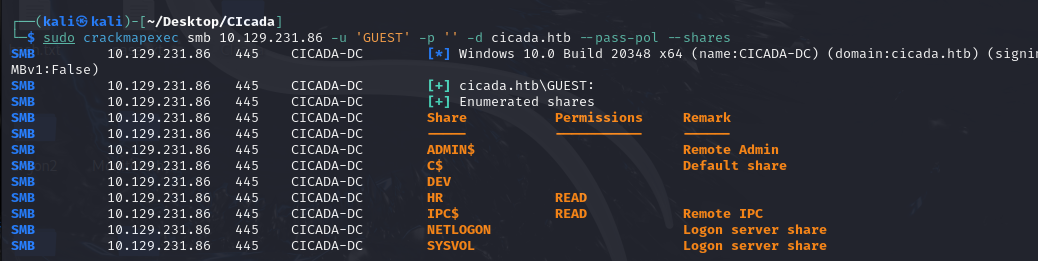 ┌──(kali㉿kali)-[~/Desktop/CIcada]
└─$ sudo crackmapexec smb 10.129.231.86 -u 'GUEST' -p '' -d cicada.htb --pass-pol --shares
SMB 10.129.231.86 445 CICADA-DC [*] Windows 10.0 Build 20348 x64 (name:CICADA-DC) (domain:cicada.htb) (signin
MBv1:False)
SMB 10.129.231.86 445 CICADA-DC [+] cicada.htb\GUEST:
SMB 10.129.231.86 445 CICADA-DC [+] Enumerated shares
SMB 10.129.231.86 445 CICADA-DC Share Permissions Remark
SMB 10.129.231.86 445 CICADA-DC ----- ----------- ------
SMB 10.129.231.86 445 CICADA-DC ADMIN$ Remote Admin
SMB 10.129.231.86 445 CICADA-DC C$ Default share
SMB 10.129.231.86 445 CICADA-DC DEV
SMB 10.129.231.86 445 CICADA-DC HR READ
SMB 10.129.231.86 445 CICADA-DC IPC$ READ Remote IPC
SMB 10.129.231.86 445 CICADA-DC NETLOGON Logon server share
SMB 10.129.231.86 445 CICADA-DC SYSVOL Logon server share